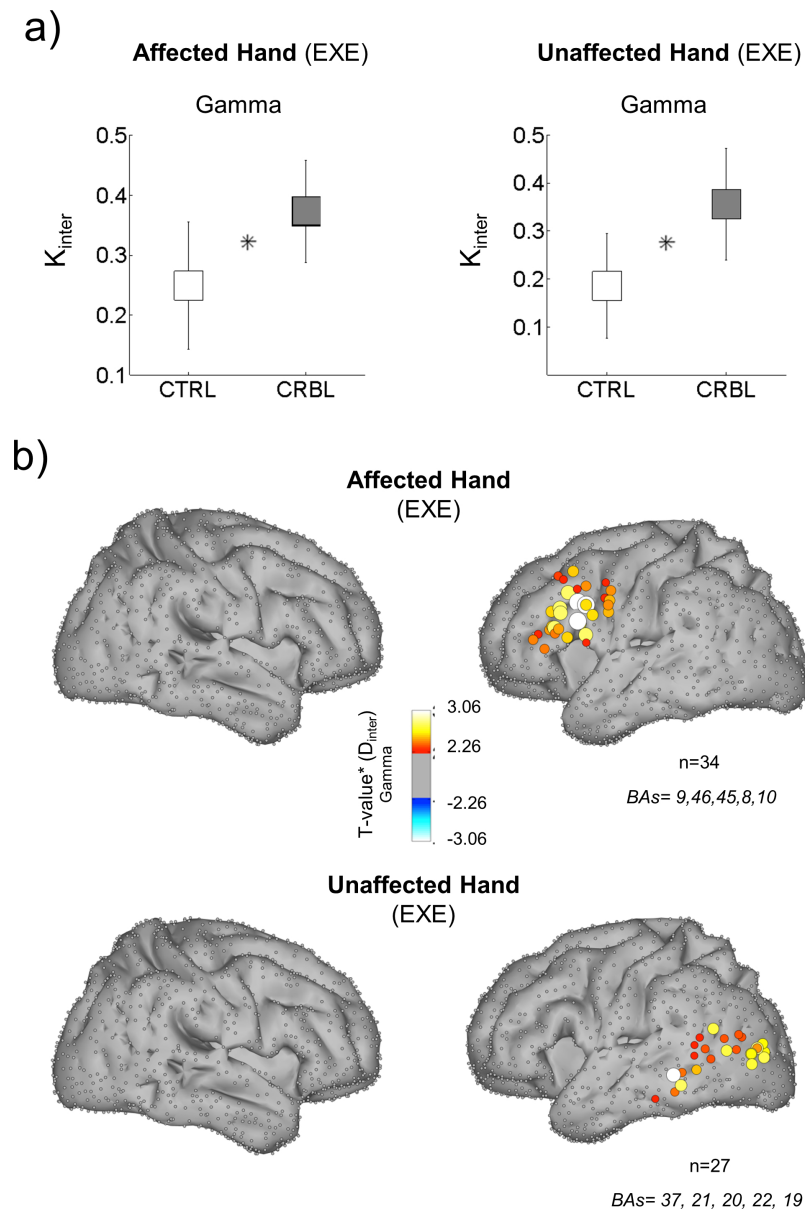 a)
Affected Hand (EXE)
Unaffected Hand (EXE)
Gamma
Gamma
0.5
0.4
0.3
0.2
0.1
Kinter
*
CTRL
CRBL
0.5
0.4
0.3
0.2
0.1
Kinter
*
CTRL
CRBL
b)
Affected Hand
(EXE)
T-value* (Dinter)
Gamma
3.06
2.26
-2.26
-3.06
n=34
BAs= 9,46,45,8,10
Unaffected Hand
(EXE)
n=27
BAs= 37, 21, 20, 22, 19